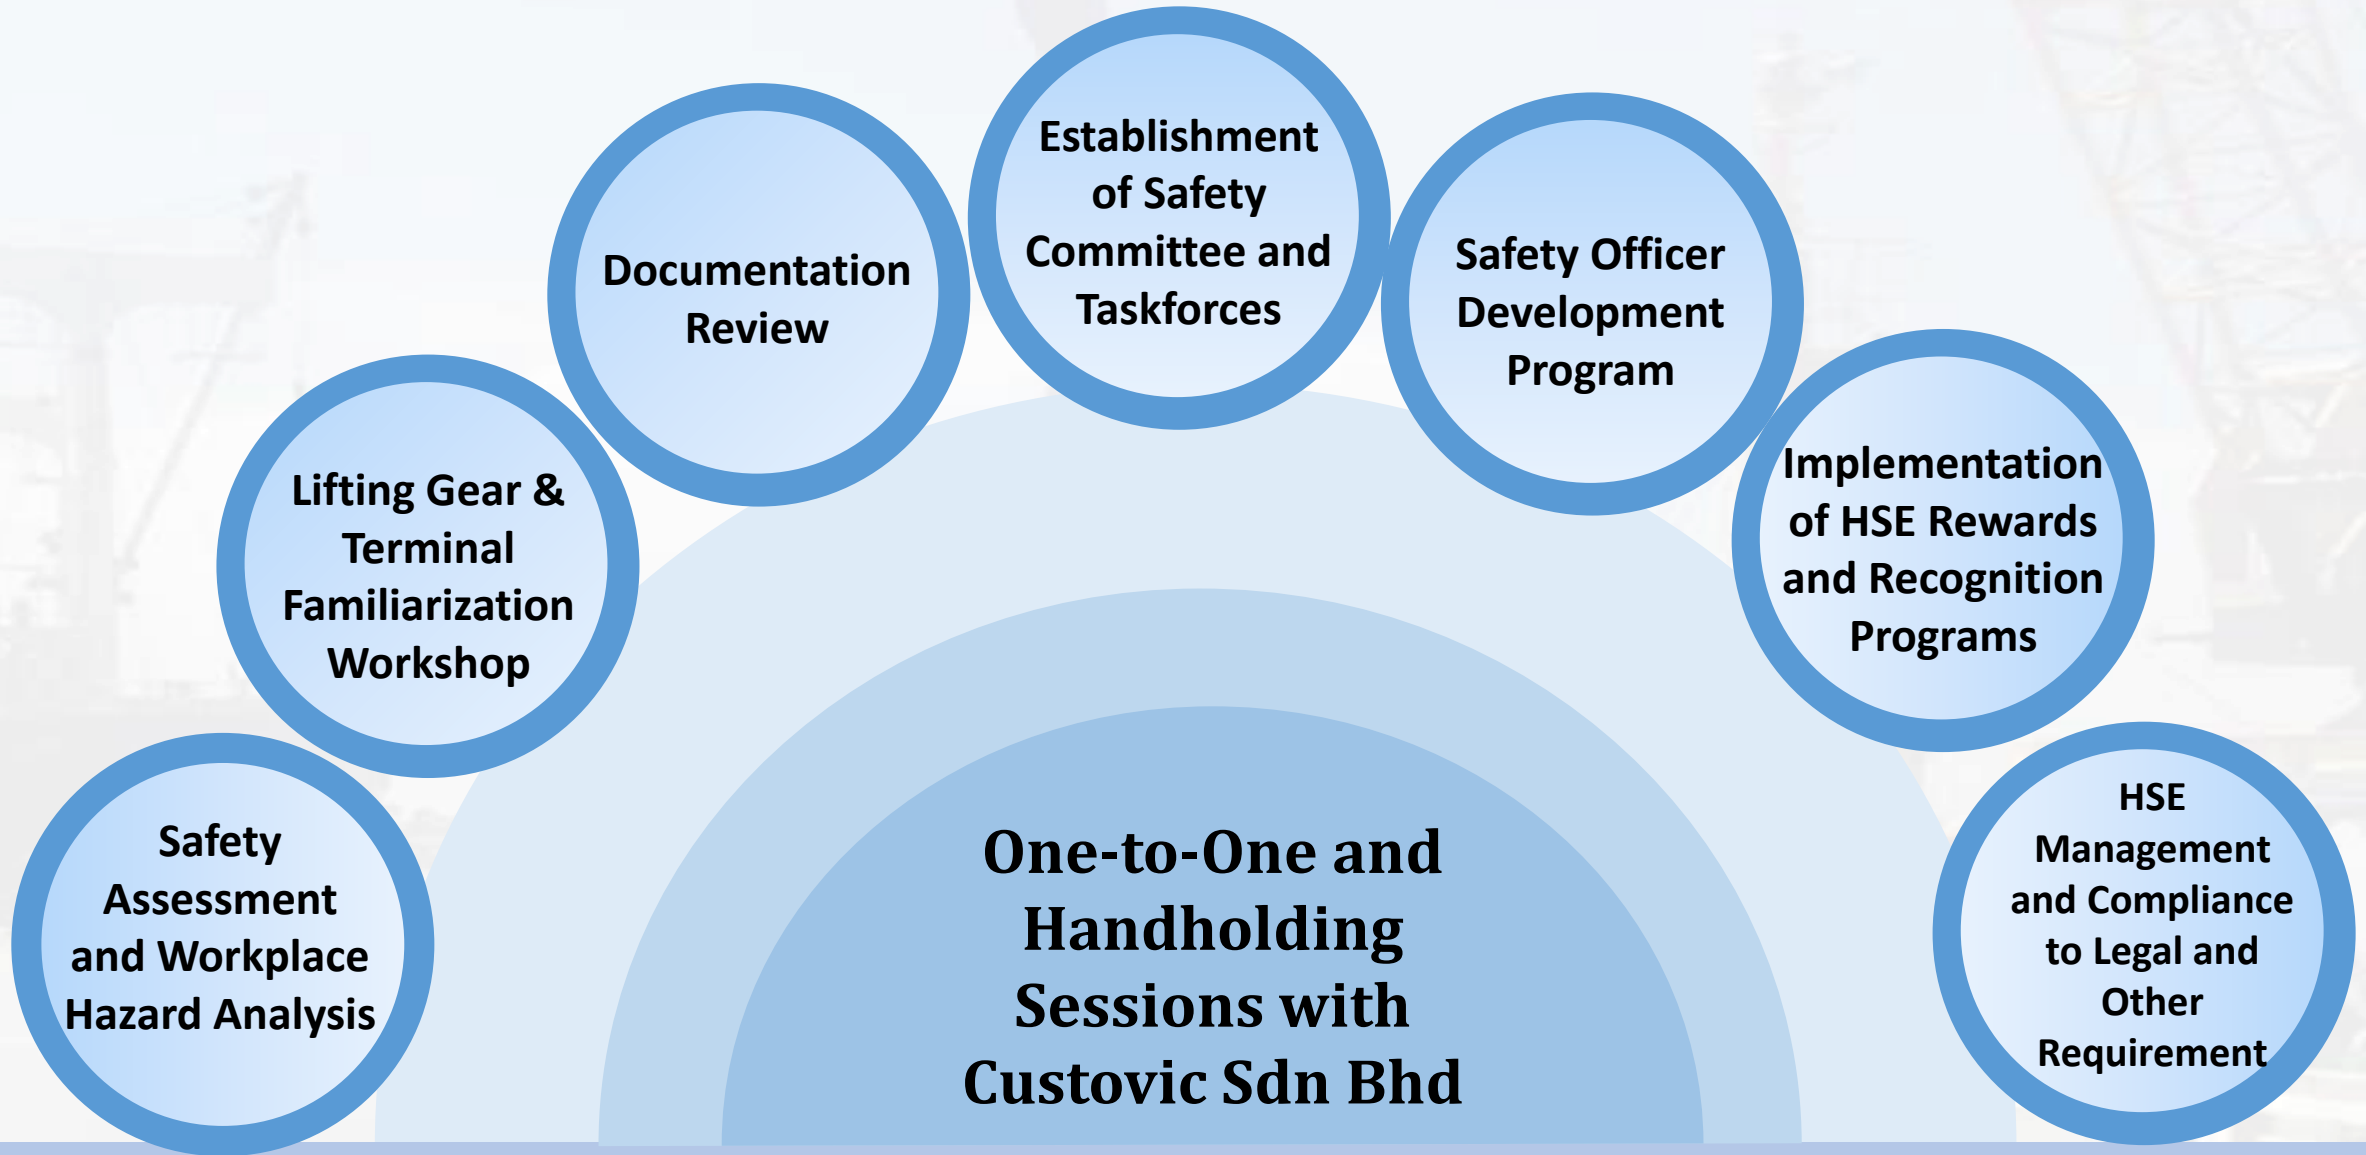 Safety
Assessment
and Workplace
Hazard Analysis
Lifting Gear &
Terminal
Familiarization
Workshop
Documentation
Review
Establishment
of Safety
Committee and
Taskforces
Safety Officer
Development
Program
Implementation
of HSE Rewards
and Recognition
Programs
HSE
Management
and Compliance
to Legal and
Other
Requirement
One-to-One and
Handholding
Sessions with
Custovic Sdn Bhd